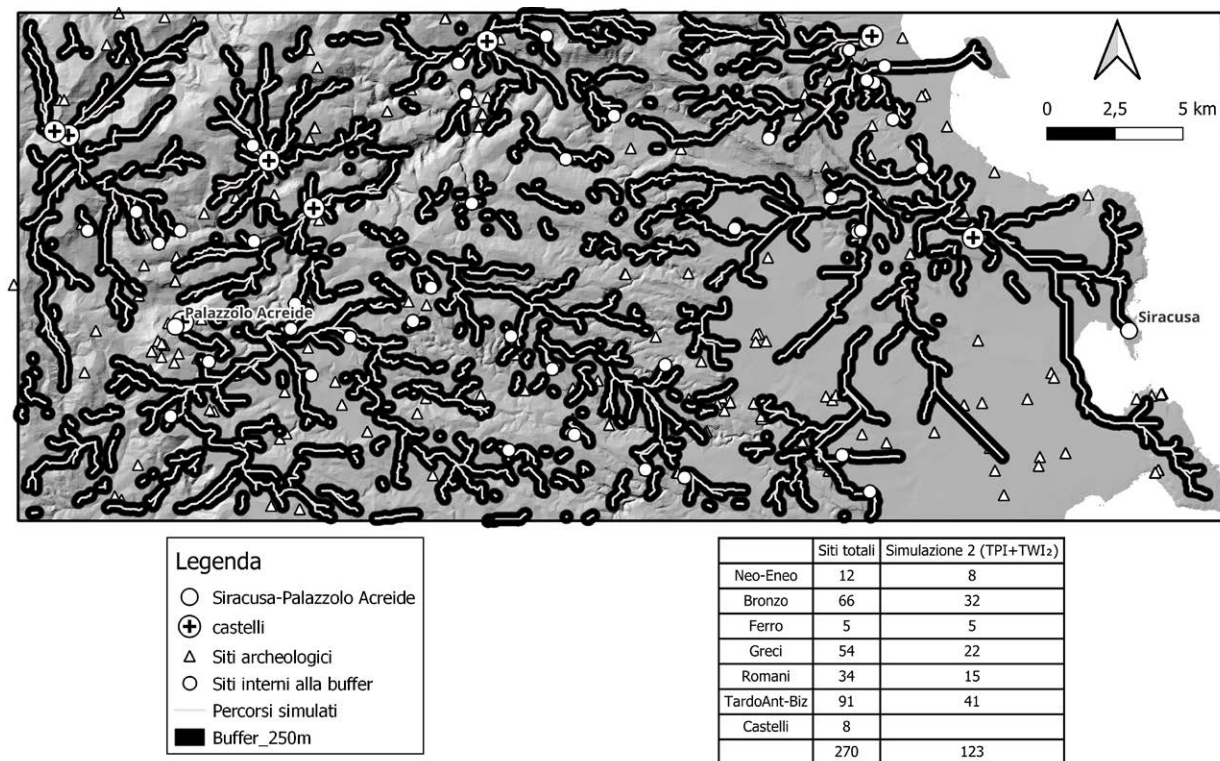 0 2,5 5 km
Palazzolo Acreide
Siracusa
Legenda
Siracusa-Palazzolo Acreide
castelli
Siti archeologici
Siti interni alla buffer
Percorsi simulati
Buffer_250m
Siti totali Simulazione 2 (TPI+TWI₂)
Neo-Eneo 12 8
Bronzo 66 32
Ferro 5 5
Greci 54 22
Romani 34 15
TardoAnt-Biz 91 41
Castelli 8
270 123